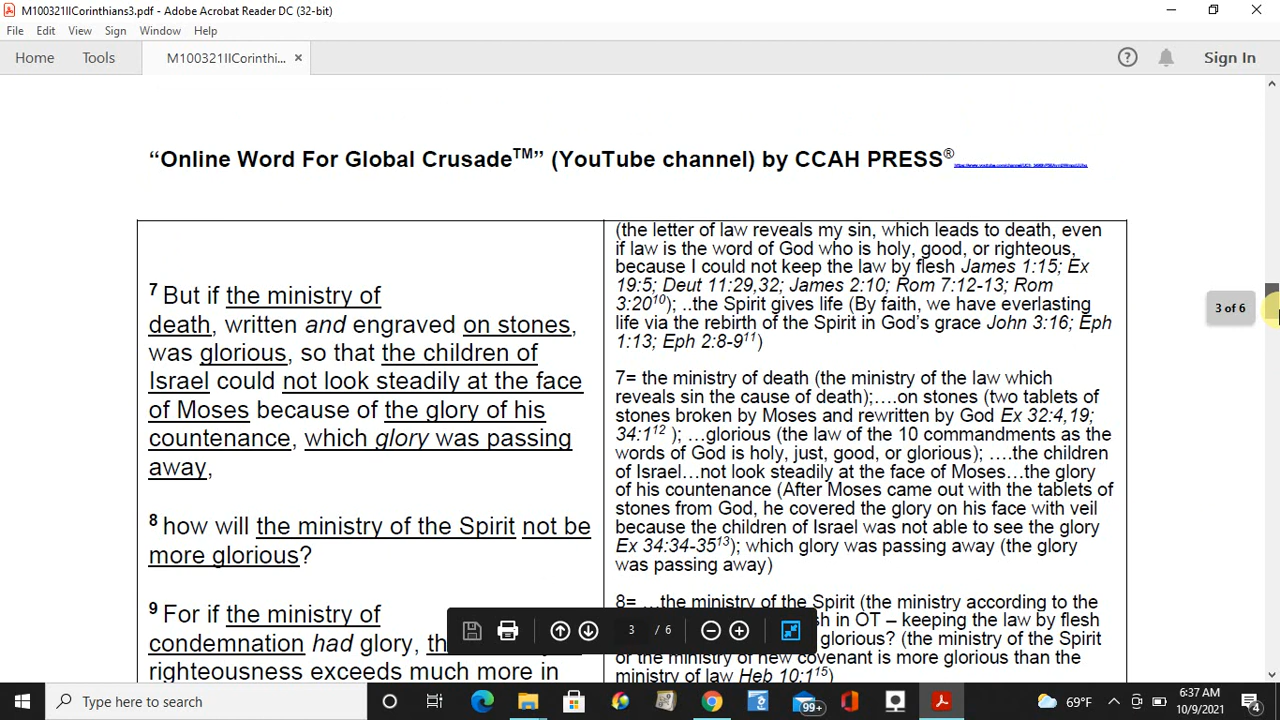 M100321IICorinthians3.pdf - Adobe Acrobat Reader DC (32-bit)
File Edit View Sign Window Help
Home Tools M100321IICorinthi... × Sign In
“Online Word For Global Crusade™” (YouTube channel) by CCAH PRESS®
3 of 6
7 But if the ministry of
death, written and engraved on stones,
was glorious, so that the children of
Israel could not look steadily at the face
of Moses because of the glory of his
countenance, which glory was passing
away,
8 how will the ministry of the Spirit not be
more glorious?
9 For if the ministry of
condemnation had glory,
righteousness exceeds much more in
(the letter of law reveals my sin, which leads to death, even
if law is the word of God who is holy, good, or righteous,
because I could not keep the law by flesh James 1:15; Ex
19:5; Deut 11:29,32; James 2:10; Rom 7:12-13; Rom
3:20¹⁰); ..the Spirit gives life (By faith, we have everlasting
life via the rebirth of the Spirit in God's grace John 3:16; Eph
1:13; Eph 2:8-9¹¹)
7= the ministry of death (the ministry of the law which
reveals sin the cause of death);....on stones (two tablets of
stones broken by Moses and rewritten by God Ex 32:4,19;
34:1¹² ); ...glorious (the law of the 10 commandments as the
words of God is holy, just, good, or glorious); ....the children
of Israel...not look steadily at the face of Moses...the glory
of his countenance (After Moses came out with the tablets of
stones from God, he covered the glory on his face with veil
because the children of Israel was not able to see the glory
Ex 34:34-35¹³); which glory was passing away (the glory
was passing away)
8= ...the ministry of the Spirit (the ministry according to the
in OT – keeping the law by flesh
glorious? (the ministry of the Spirit
or the ministry of new covenant is more glorious than the
ministry of law Heb 10:1¹⁵)
3 / 6
Type here to search
99+
69°F
6:37 AM
10/9/2021
4